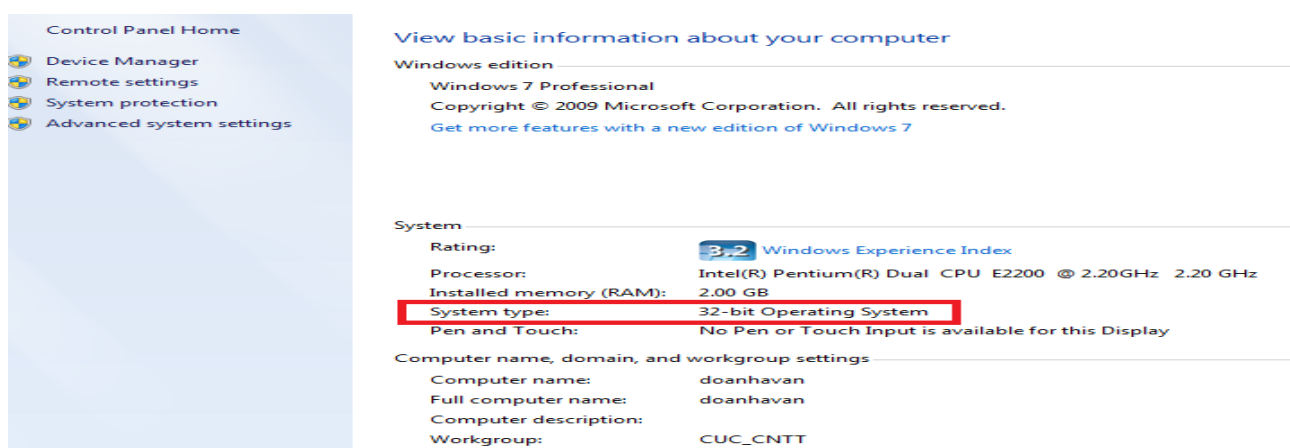 Control Panel Home
Device Manager
Remote settings
System protection
Advanced system settings
View basic information about your computer
Windows edition
Windows 7 Professional
Copyright © 2009 Microsoft Corporation. All rights reserved.
Get more features with a new edition of Windows 7
System
Rating: 3.2 Windows Experience Index
Processor: Intel(R) Pentium(R) Dual CPU E2200 @ 2.20GHz 2.20 GHz
Installed memory (RAM): 2.00 GB
System type: 32-bit Operating System
Pen and Touch: No Pen or Touch Input is available for this Display
Computer name, domain, and workgroup settings
Computer name: doanhavan
Full computer name: doanhavan
Computer description:
Workgroup: CUC_CNTT